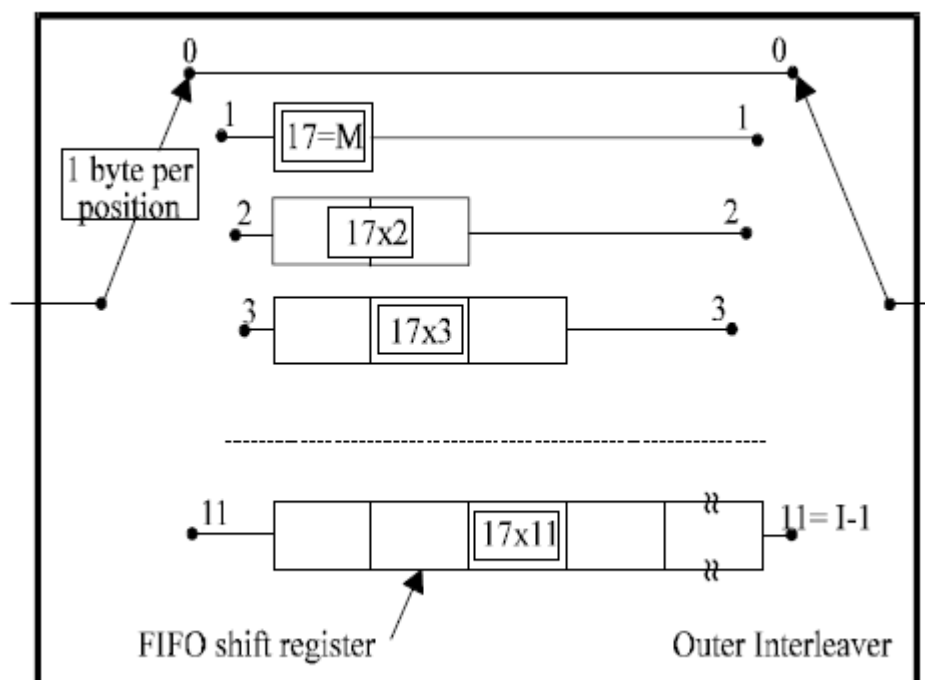 0 0
1 17=M 1
1 byte per
position
2 17x2 2
3 17x3 3
11 17x11 11= I-1
FIFO shift register Outer Interleaver